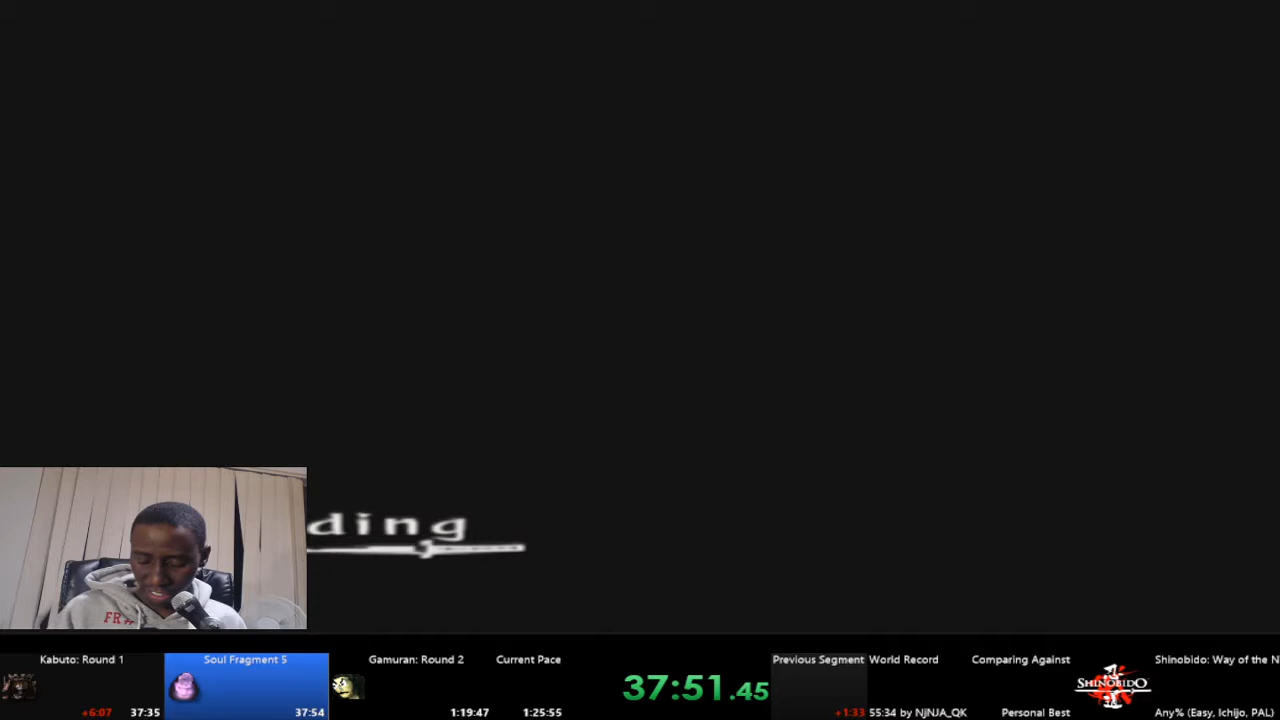 ding
Kabuto: Round 1
+6:07 37:35
Soul Fragment 5
37:54
Gamuran: Round 2
1:19:47
Current Pace
1:25:55
37:51.45
Previous Segment
+1:33
World Record
55:34 by NjNJA_QK
Comparing Against
Personal Best
SHINOBIDO
Shinobido: Way of the N
Any% (Easy, Ichijo, PAL)